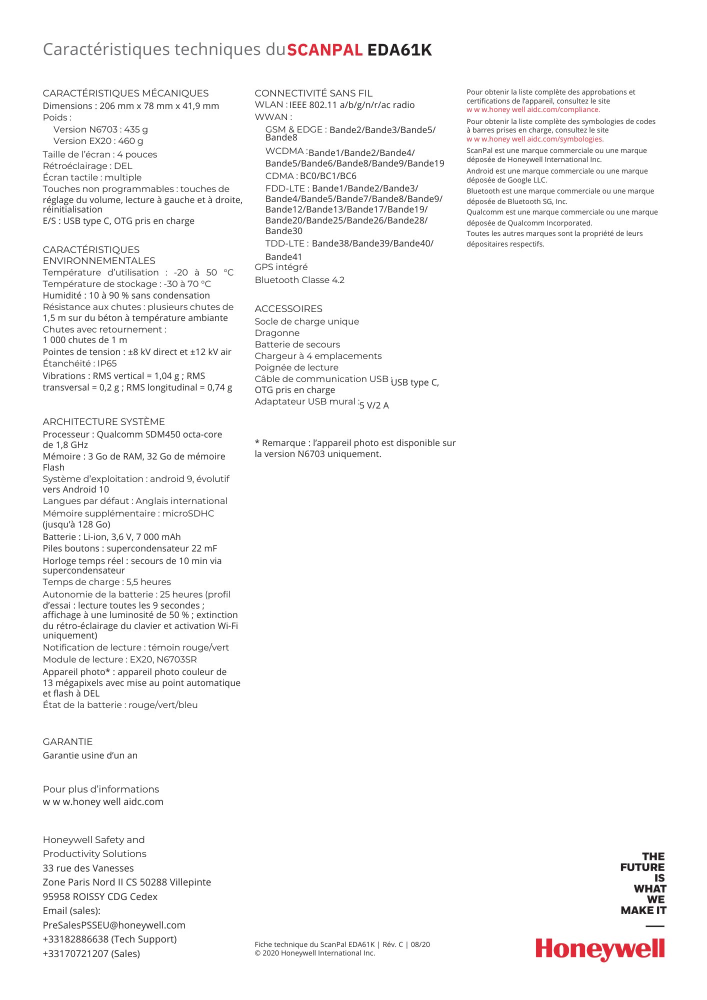 Caractéristiques techniques du SCANPAL EDA61K
CARACTÉRISTIQUES MÉCANIQUES
Dimensions : 206 mm x 78 mm x 41,9 mm
Poids :
Version N6703 : 435 g
Version EX20 : 460 g
Taille de l’écran : 4 pouces
Rétroéclairage : DEL
Écran tactile : multiple
Touches non programmables : touches de
réglage du volume, lecture à gauche et à droite,
réinitialisation
E/S : USB type C, OTG pris en charge
CARACTÉRISTIQUES
ENVIRONNEMENTALES
Température d’utilisation : -20 à 50 °C
Température de stockage : -30 à 70 °C
Humidité : 10 à 90 % sans condensation
Résistance aux chutes : plusieurs chutes de
1,5 m sur du béton à température ambiante
Chutes avec retournement :
1 000 chutes de 1 m
Pointes de tension : ±8 kV direct et ±12 kV air
Étanchéité : IP65
Vibrations : RMS vertical = 1,04 g ; RMS
transversal = 0,2 g ; RMS longitudinal = 0,74 g
ARCHITECTURE SYSTÈME
Processeur : Qualcomm SDM450 octa-core
de 1,8 GHz
Mémoire : 3 Go de RAM, 32 Go de mémoire
Flash
Système d’exploitation : android 9, évolutif
vers Android 10
Langues par défaut : Anglais international
Mémoire supplémentaire : microSDHC
(jusqu’à 128 Go)
Batterie : Li-ion, 3,6 V, 7 000 mAh
Piles boutons : supercondensateur 22 mF
Horloge temps réel : secours de 10 min via
supercondensateur
Temps de charge : 5,5 heures
Autonomie de la batterie : 25 heures (profil
d’essai : lecture toutes les 9 secondes ;
affichage à une luminosité de 50 % ; extinction
du rétro-éclairage du clavier et activation Wi-Fi
uniquement)
Notification de lecture : témoin rouge/vert
Module de lecture : EX20, N6703SR
Appareil photo* : appareil photo couleur de
13 mégapixels avec mise au point automatique
et flash à DEL
État de la batterie : rouge/vert/bleu
GARANTIE
Garantie usine d’un an
Pour plus d’informations
w w w.honey well aidc.com
Honeywell Safety and
Productivity Solutions
33 rue des Vanesses
Zone Paris Nord II CS 50288 Villepinte
95958 ROISSY CDG Cedex
Email (sales):
PreSalesPSSEU@honeywell.com
+33182886638 (Tech Support)
+33170721207 (Sales)
CONNECTIVITÉ SANS FIL
WLAN : IEEE 802.11 a/b/g/n/r/ac radio
WWAN :
GSM & EDGE : Bande2/Bande3/Bande5/
Bande8
WCDMA : Bande1/Bande2/Bande4/
Bande5/Bande6/Bande8/Bande9/Bande19
CDMA : BC0/BC1/BC6
FDD-LTE : Bande1/Bande2/Bande3/
Bande4/Bande5/Bande7/Bande8/Bande9/
Bande12/Bande13/Bande17/Bande19/
Bande20/Bande25/Bande26/Bande28/
Bande30
TDD-LTE : Bande38/Bande39/Bande40/
Bande41
GPS intégré
Bluetooth Classe 4.2
ACCESSOIRES
Socle de charge unique
Dragonne
Batterie de secours
Chargeur à 4 emplacements
Poignée de lecture
Câble de communication USB : USB type C,
OTG pris en charge
Adaptateur USB mural : 5 V/2 A
* Remarque : l’appareil photo est disponible sur
la version N6703 uniquement.
Fiche technique du ScanPal EDA61K | Rév. C | 08/20
© 2020 Honeywell International Inc.
Pour obtenir la liste complète des approbations et
certifications de l’appareil, consultez le site
w w w.honey well aidc.com/compliance.
Pour obtenir la liste complète des symbologies de codes
à barres prises en charge, consultez le site
w w w.honey well aidc.com/symbologies.
ScanPal est une marque commerciale ou une marque
déposée de Honeywell International Inc.
Android est une marque commerciale ou une marque
déposée de Google LLC.
Bluetooth est une marque commerciale ou une marque
déposée de Bluetooth SG, Inc.
Qualcomm est une marque commerciale ou une marque
déposée de Qualcomm Incorporated.
Toutes les autres marques sont la propriété de leurs
dépositaires respectifs.
THE
FUTURE
IS
WHAT
WE
MAKE IT
Honeywell